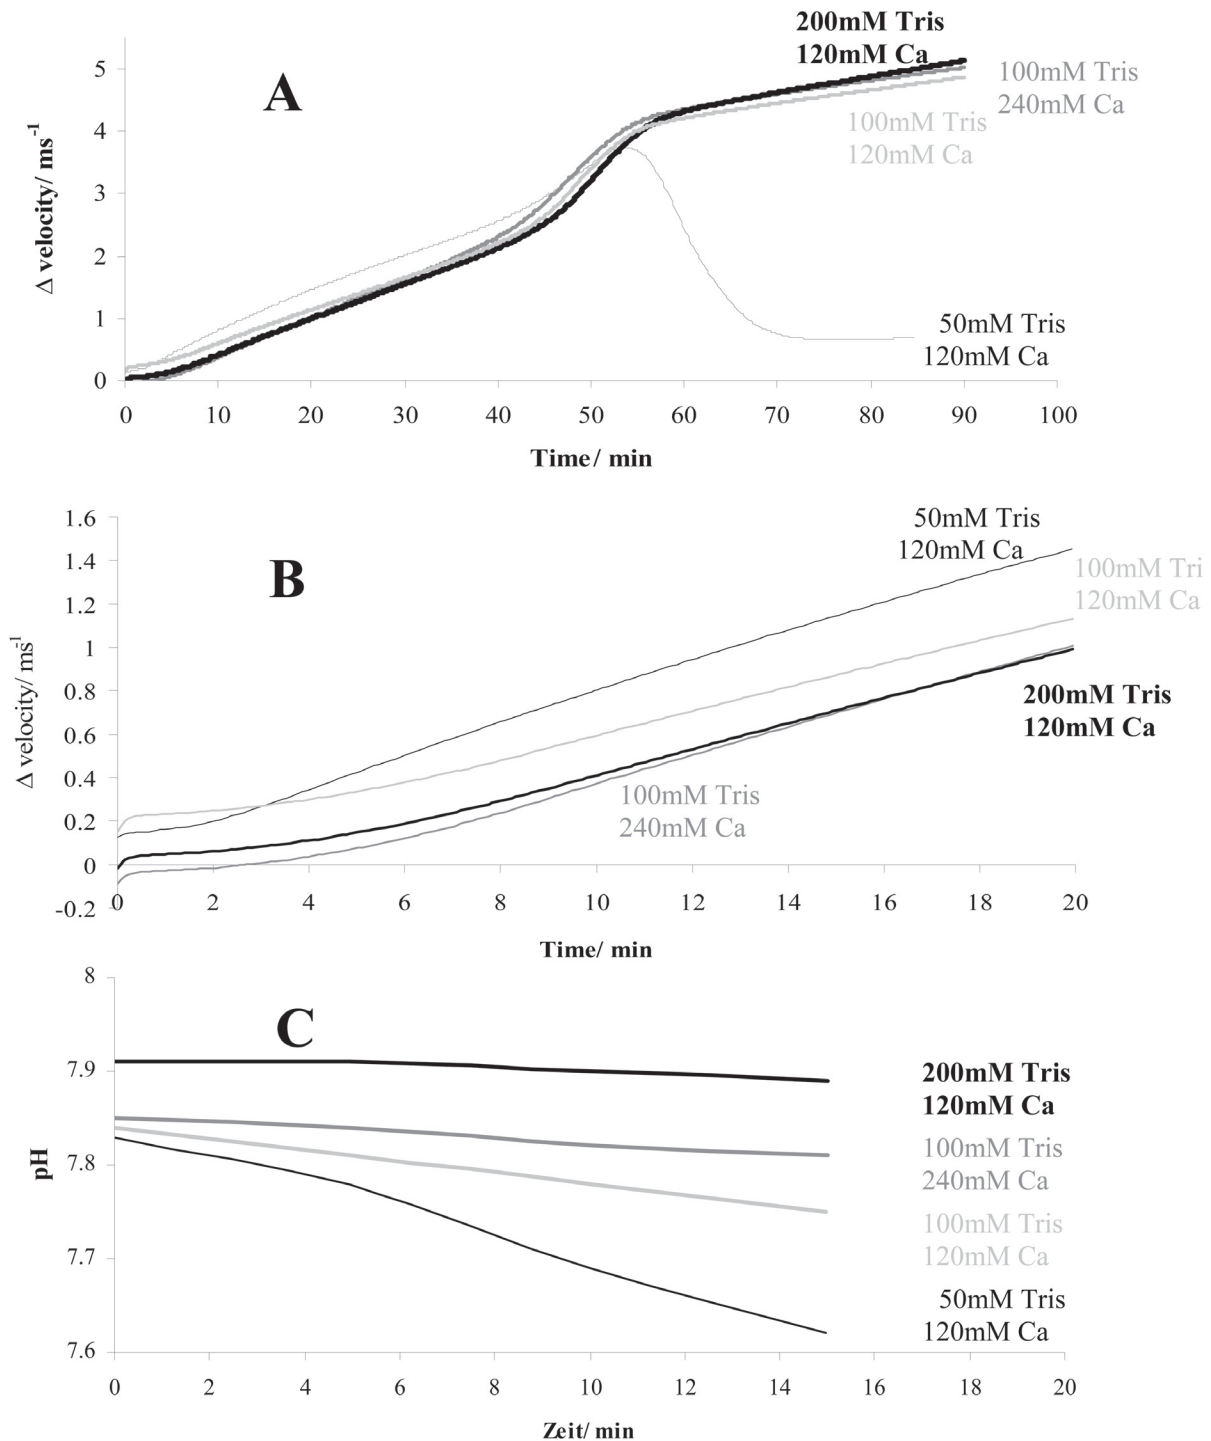 200mM Tris
120mM Ca
A
5
100mM Tris
240mM Ca
4
100mM Tris
120mM Ca
Δ velocity/ ms-1
3
2
1
50mM Tris
120mM Ca
0
0 10 20 30 40 50 60 70 80 90 100
Time/ min
1.6
50mM Tris
120mM Ca
1.4
B
100mM Tri
120mM Ca
1.2
Δ velocity/ ms-1
1
0.8
200mM Tris
120mM Ca
0.6
0.4
100mM Tris
240mM Ca
0.2
0
-0.2
0 2 4 6 8 10 12 14 16 18 20
Time/ min
8
C
7.9
200mM Tris
120mM Ca
100mM Tris
240mM Ca
pH
7.8
100mM Tris
120mM Ca
7.7
50mM Tris
120mM Ca
7.6
0 2 4 6 8 10 12 14 16 18 20
Zeit/ min